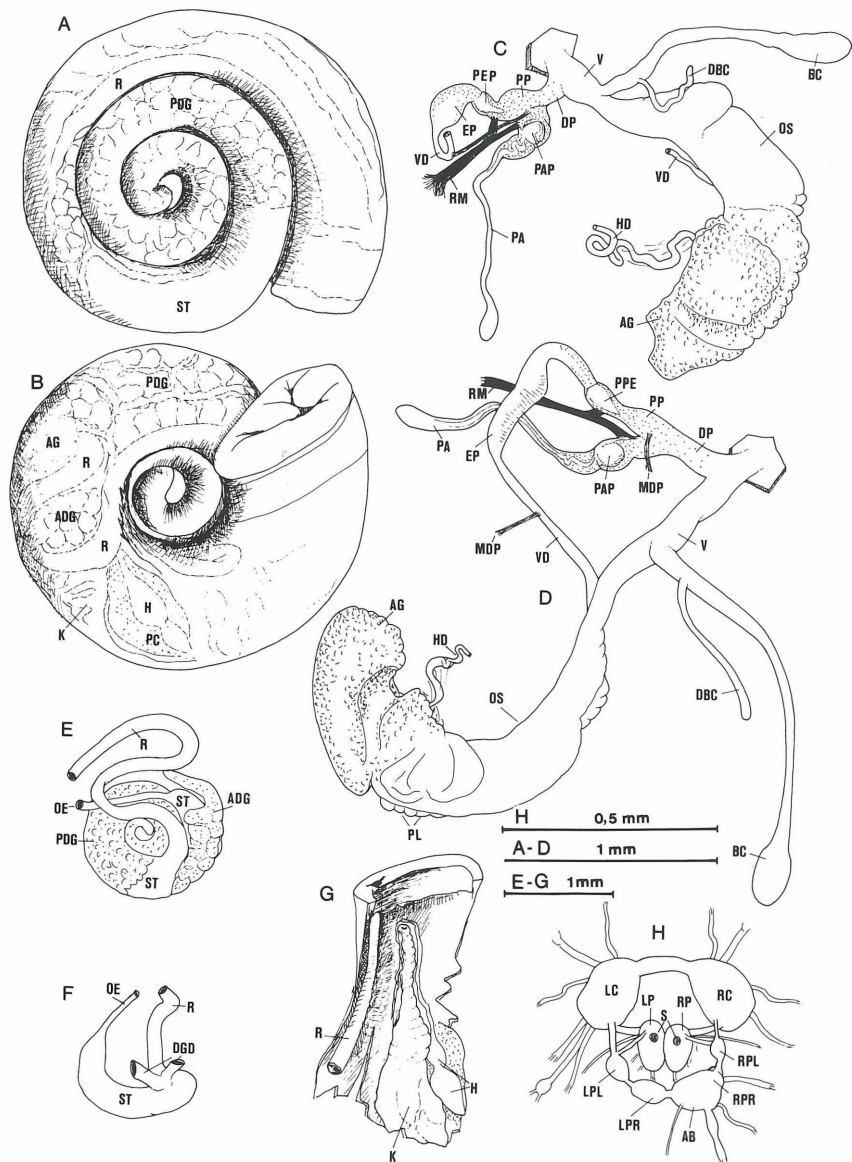 A
R
PDG
ST
C
PEP
PP
V
BC
DBC
EP
DP
OS
VD
PAP
VD
RM
PA
HD
AG
B
PDG
AG
R
ADG
R
H
K
PC
RM
PPE
PP
PA
EP
DP
PAP
MDP
MDP
VD
V
D
AG
HD
OS
DBC
PL
BC
H
0,5 mm
A-D
1 mm
E-G 1mm
E
R
OE
ST
ADG
PDG
ST
F
OE
R
DGD
ST
G
R
H
K
H
LC
LP
S
RP
RC
LPL
RPL
LPR
RPR
AB